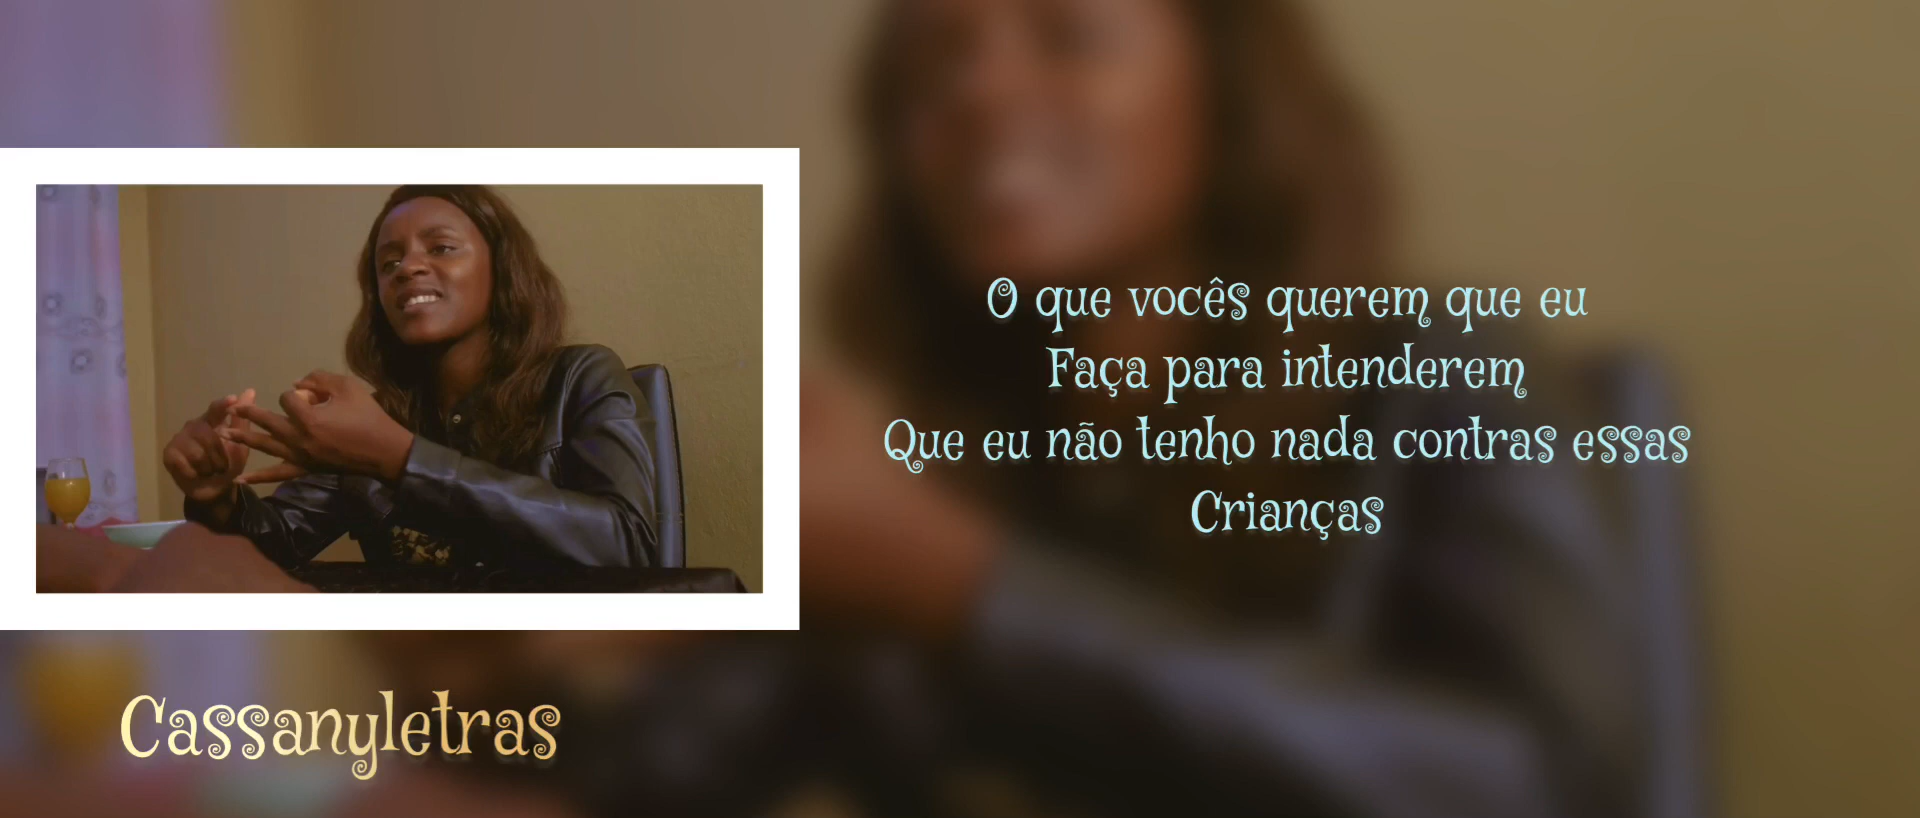 O que vocês querem que eu
Faça para intenderem
Que eu não tenho nada contras essas
Crianças
Cassanyletras